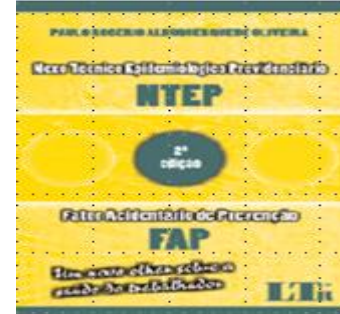 PAULO ROGÉRIO ALBUQUERQUE DE OLIVEIRA
Nexo Técnico Epidemiológico Previdenciário
NTEP
2ª
edição
Fator Acidentário de Prevenção
FAP
Um novo olhar sobre a
saúde do trabalhador
LTr